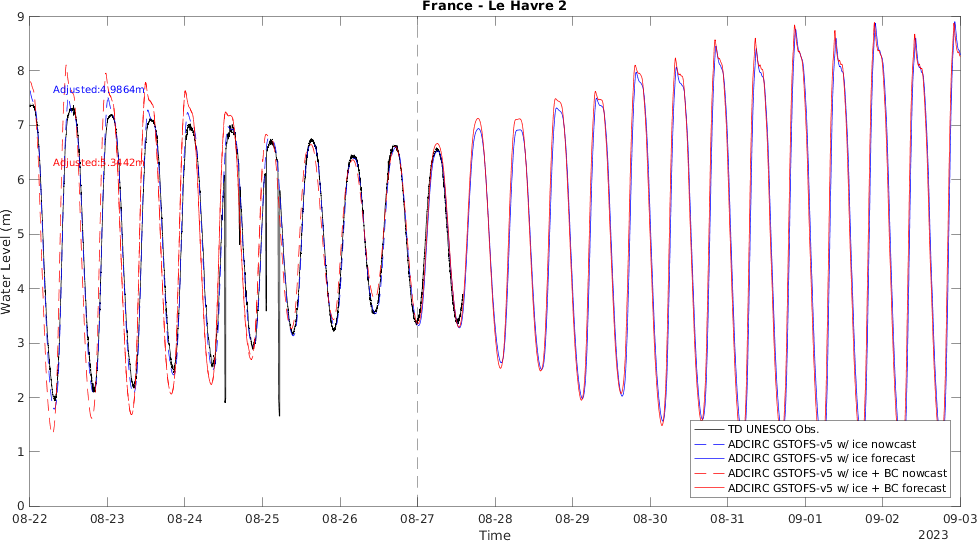 France - Le Havre 2
9
8
7
6
5
4
3
2
1
0
Water Level (m)
Adjusted:4.9864m
Adjusted:5.3442m
TD UNESCO Obs.
ADCIRC GSTOFS-v5 w/ ice nowcast
ADCIRC GSTOFS-v5 w/ ice forecast
ADCIRC GSTOFS-v5 w/ ice + BC nowcast
ADCIRC GSTOFS-v5 w/ ice + BC forecast
08-22 08-23 08-24 08-25 08-26 08-27 08-28 08-29 08-30 08-31 09-01 09-02 09-03
Time
2023